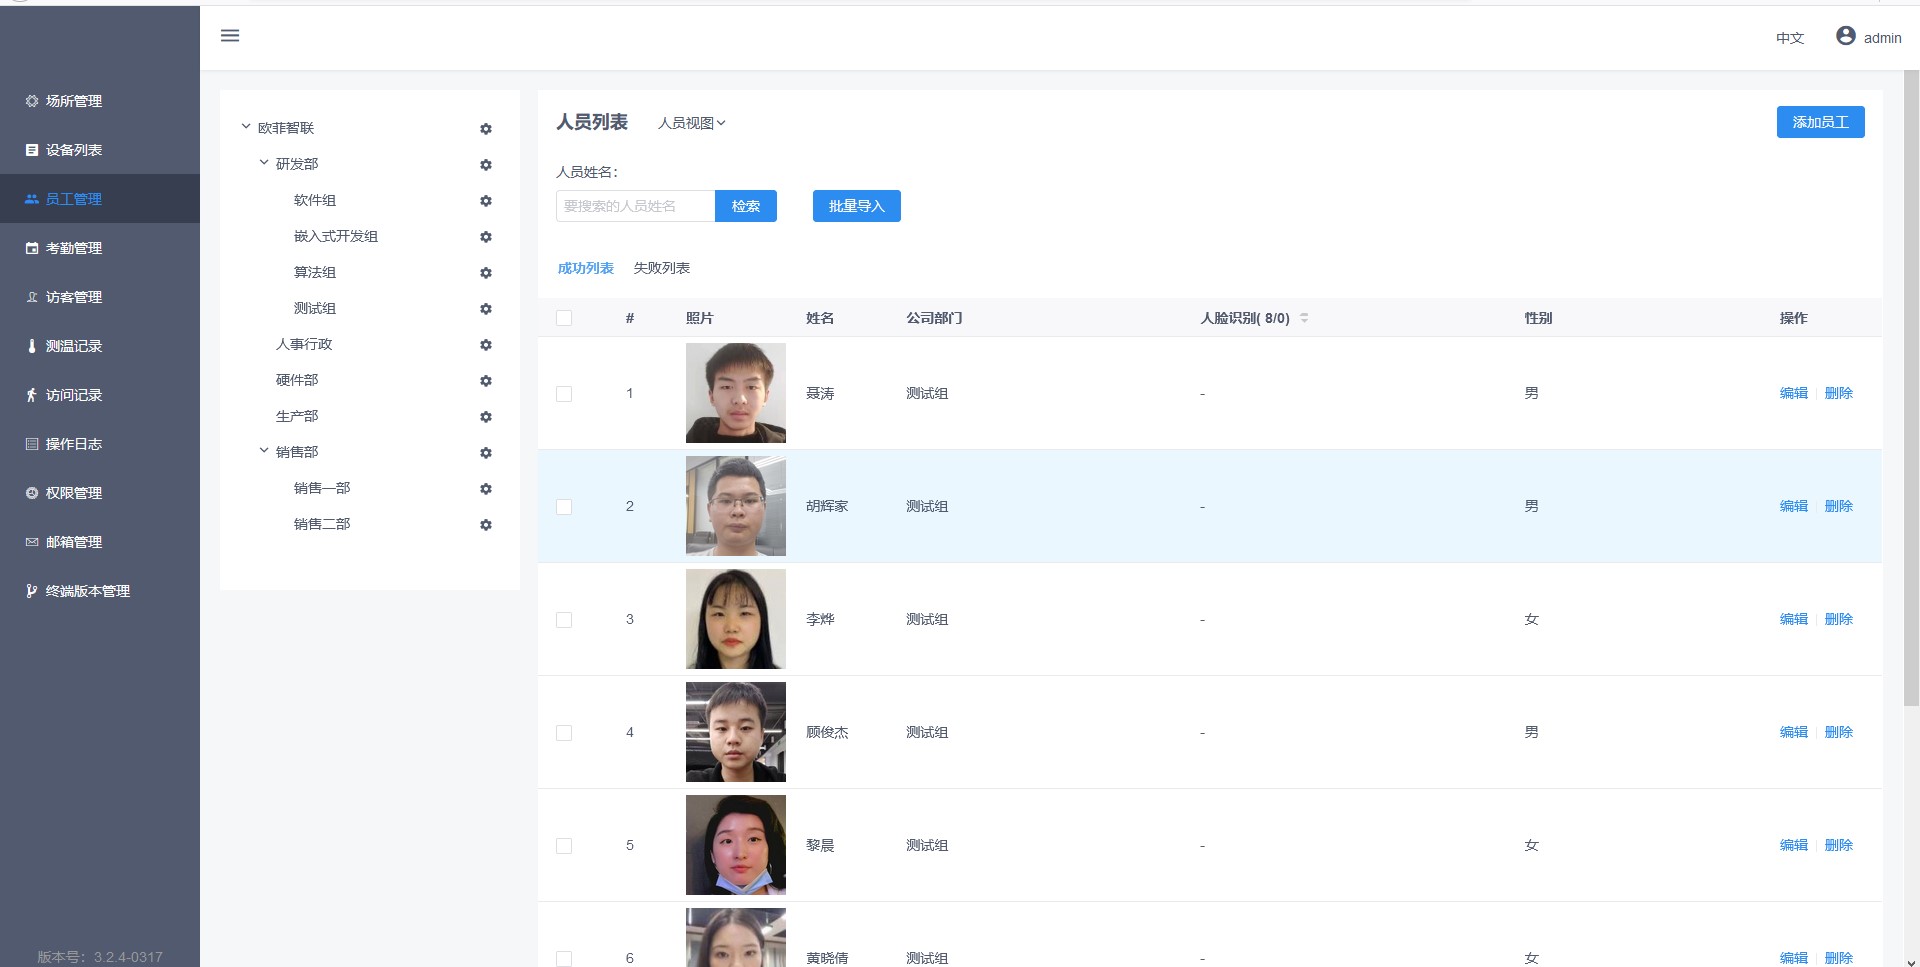 中文 admin
场所管理
设备列表
员工管理
考勤管理
访客管理
测温记录
访问记录
操作日志
权限管理
邮箱管理
终端版本管理
版本号：3.2.4-0317
欧菲智联
研发部
软件组
嵌入式开发组
算法组
测试组
人事行政
硬件部
生产部
销售部
销售一部
销售二部
人员列表 人员视图 添加员工
人员姓名：
要搜索的人员姓名 检索 批量导入
成功列表 失败列表
# 照片 姓名 公司部门 人脸识别( 8/0) 性别 操作
1 聂涛 测试组 - 男 编辑 删除
2 胡辉家 测试组 - 男 编辑 删除
3 李烨 测试组 - 女 编辑 删除
4 顾俊杰 测试组 - 男 编辑 删除
5 黎晨 测试组 - 女 编辑 删除
6 黄晓倩 测试组 - 女 编辑 删除